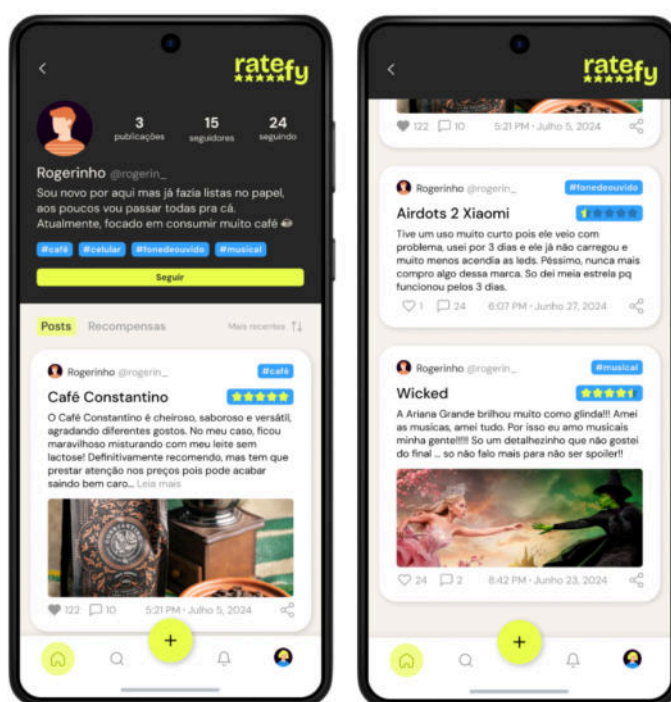 ratefy
3
15
24
publicações
seguidores
seguindo
Rogerinho @rogerin_
Sou novo por aqui mas já fazia listas no papel,
aos poucos vou passar todas pra cá.
Atualmente, focado em consumir muito café
#café #celular #fonedeouvido #musical
Seguir
Posts Recompensas Mais recentes
Rogerinho @rogerin_ #café
Café Constantino
O Café Constantino é cheiroso, saboroso e versátil,
agradando diferentes gostos. No meu caso, ficou
maravilhoso misturando com meu leite sem
lactose! Definitivamente recomendo, mas tem que
prestar atenção nos preços pois pode acabar
saindo bem caro... Leia mais
CONSTANTINO
122 10 5:21 PM · Julho 5, 2024
+
ratefy
122 10 5:21 PM · Julho 5, 2024
Rogerinho @rogerin_ #fonedeouvido
Airdots 2 Xiaomi
Tive um uso muito curto pois ele veio com
problema, usei por 3 dias e ele já não carregou e
muito menos acendia as leds. Péssimo, nunca mais
compro algo dessa marca. So dei meia estrela pq
funcionou pelos 3 dias.
1 24 6:07 PM · Junho 27, 2024
Rogerinho @rogerin_ #musical
Wicked
A Ariana Grande brilhou muito como glinda!!! Amei
as musicas, amei tudo. Por isso eu amo musicais
minha gente!!!!! So um detalhezinho que não gostei
do final ... so não falo mais para não ser spoiler!!
24 2 8:42 PM · Junho 23, 2024
+